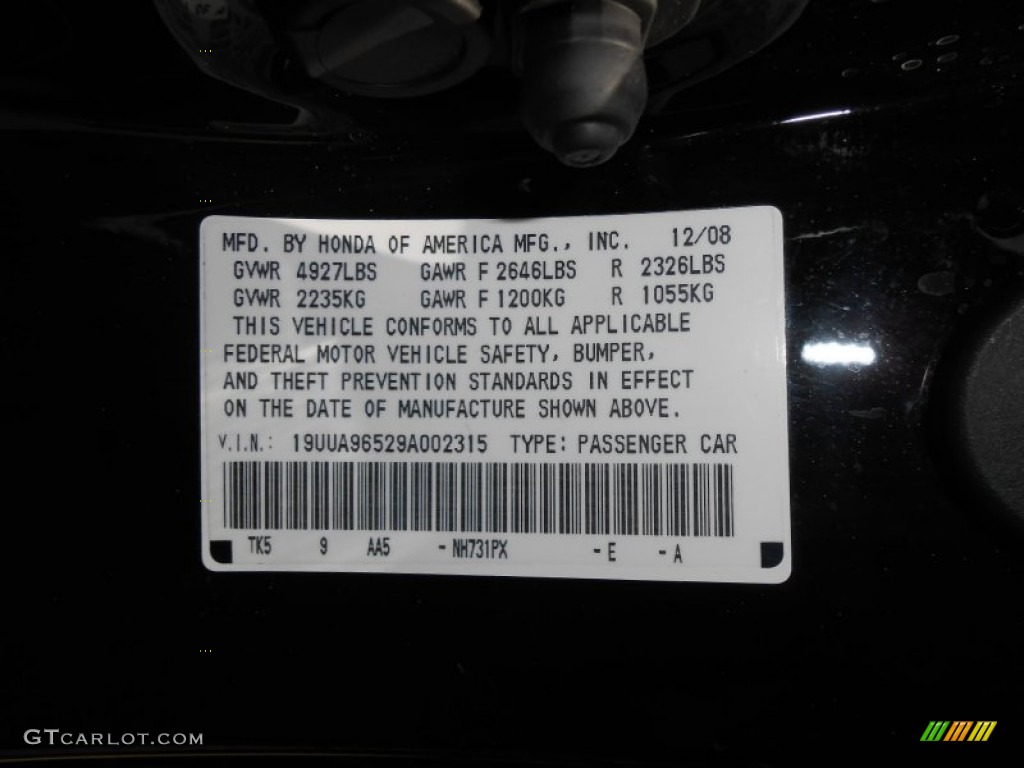 MFD. BY HONDA OF AMERICA MFG., INC. 12/08
GVWR 4927LBS GAWR F 2646LBS R 2326LBS
GVWR 2235KG GAWR F 1200KG R 1055KG
THIS VEHICLE CONFORMS TO ALL APPLICABLE
FEDERAL MOTOR VEHICLE SAFETY, BUMPER,
AND THEFT PREVENTION STANDARDS IN EFFECT
ON THE DATE OF MANUFACTURE SHOWN ABOVE.
V.I.N.: 19UUA96529A002315 TYPE: PASSENGER CAR
TK5 9 AA5 -NH731PX -E -A
GTCARLOT.COM